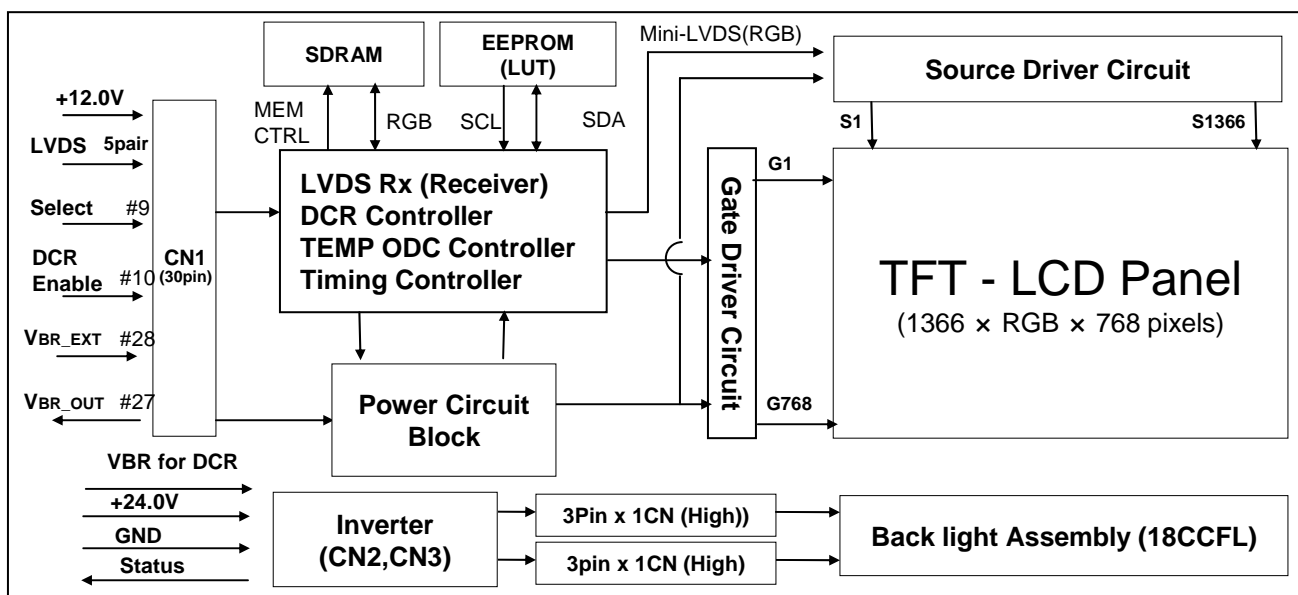 SDRAM
EEPROM
(LUT)
Mini-LVDS(RGB)
Source Driver Circuit
+12.0V
LVDS 5pair
Select #9
DCR
Enable #10
VBR_EXT #28
VBR_OUT #27
CN1
(30pin)
MEM
CTRL
RGB
SCL
SDA
S1
S1366
LVDS Rx (Receiver)
DCR Controller
TEMP ODC Controller
Timing Controller
Gate Driver Circuit
G1
G768
TFT - LCD Panel
(1366 × RGB × 768 pixels)
Power Circuit
Block
VBR for DCR
+24.0V
GND
Status
Inverter
(CN2,CN3)
3Pin x 1CN (High))
3pin x 1CN (High)
Back light Assembly (18CCFL)